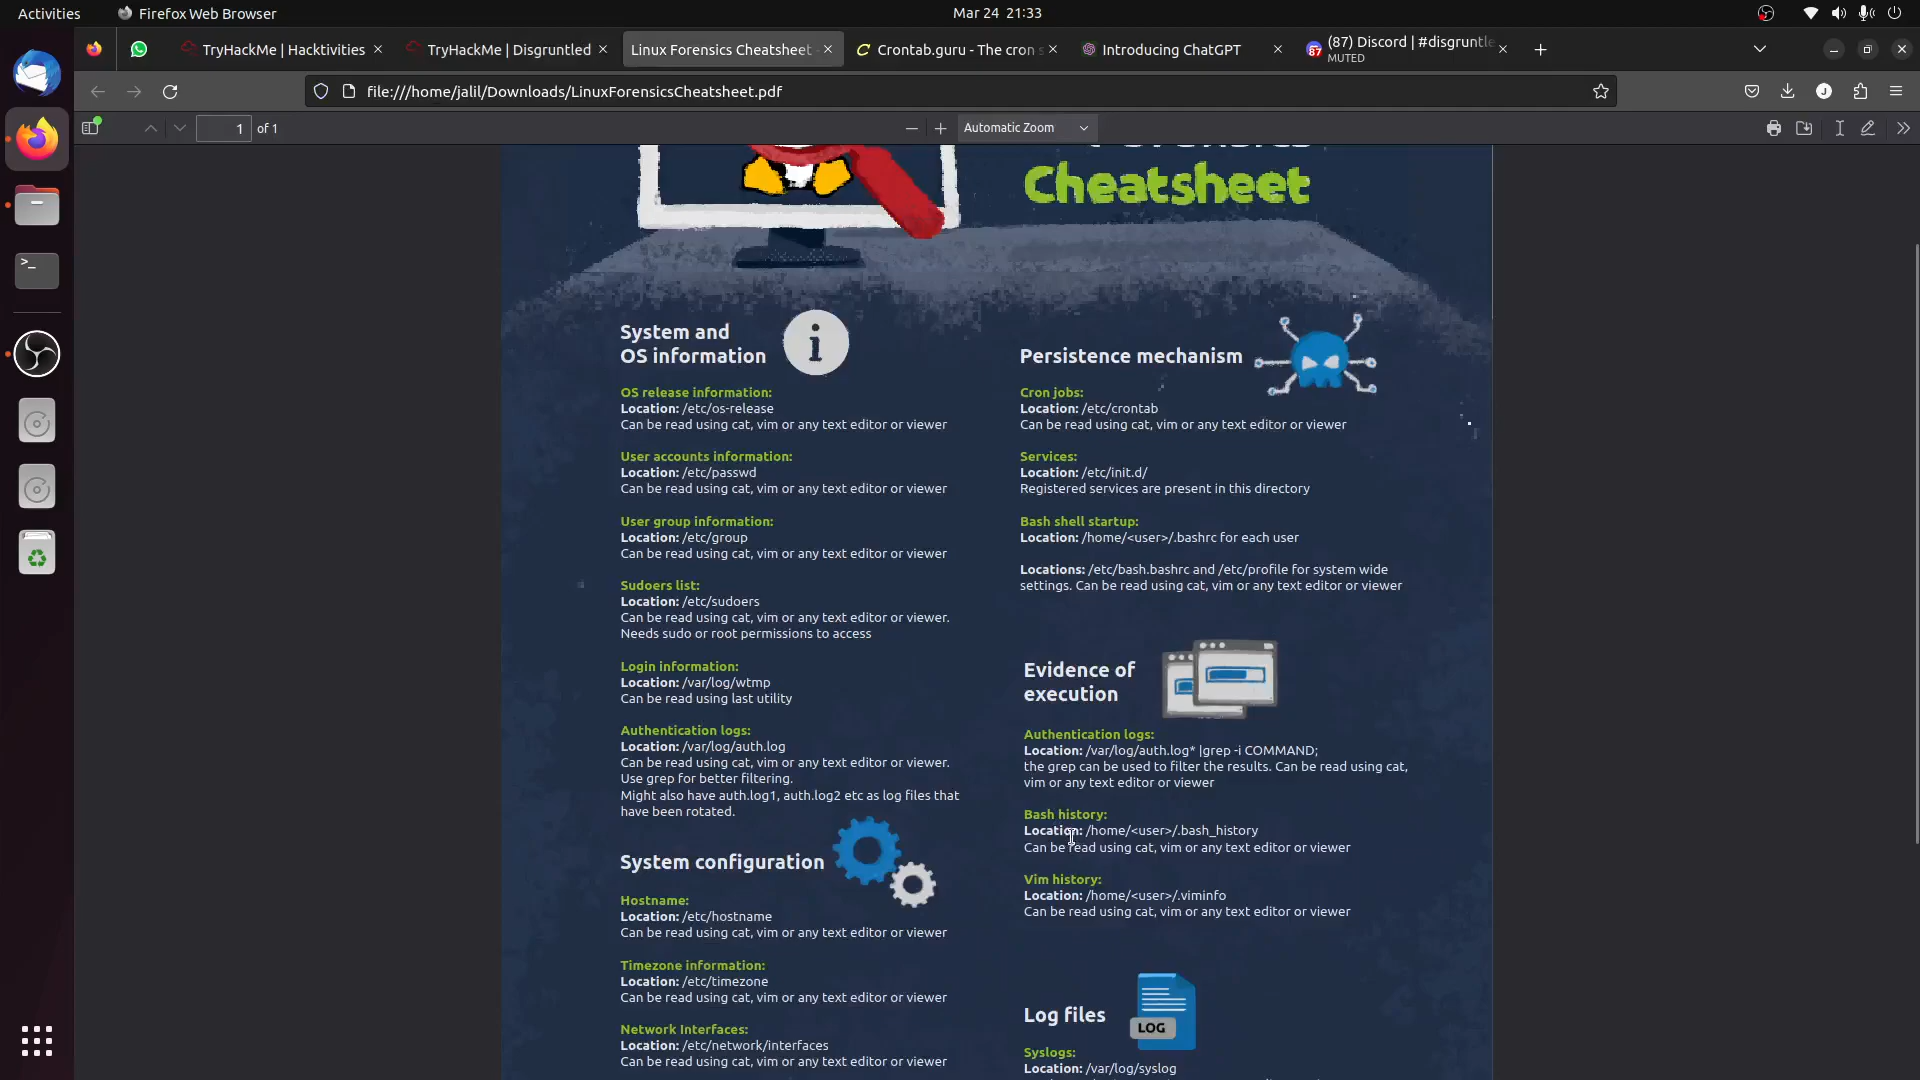 Activities
Firefox Web Browser
Mar 24 21:33
TryHackMe | Hacktivities
TryHackMe | Disgruntled
Linux Forensics Cheatsheet
Crontab.guru - The cron s
Introducing ChatGPT
(87) Discord | #disgruntle
MUTED
87
file:///home/jalil/Downloads/LinuxForensicsCheatsheet.pdf
J
1 of 1
Automatic Zoom
Forensics
Cheatsheet
System and
OS information
OS release information:
Location: /etc/os-release
Can be read using cat, vim or any text editor or viewer
User accounts information:
Location: /etc/passwd
Can be read using cat, vim or any text editor or viewer
User group information:
Location: /etc/group
Can be read using cat, vim or any text editor or viewer
Sudoers list:
Location: /etc/sudoers
Can be read using cat, vim or any text editor or viewer.
Needs sudo or root permissions to access
Login information:
Location: /var/log/wtmp
Can be read using last utility
Authentication logs:
Location: /var/log/auth.log
Can be read using cat, vim or any text editor or viewer.
Use grep for better filtering.
Might also have auth.log1, auth.log2 etc as log files that
have been rotated.
System configuration
Hostname:
Location: /etc/hostname
Can be read using cat, vim or any text editor or viewer
Timezone information:
Location: /etc/timezone
Can be read using cat, vim or any text editor or viewer
Network Interfaces:
Location: /etc/network/interfaces
Can be read using cat, vim or any text editor or viewer
Persistence mechanism
Cron jobs:
Location: /etc/crontab
Can be read using cat, vim or any text editor or viewer
Services:
Location: /etc/init.d/
Registered services are present in this directory
Bash shell startup:
Location: /home/<user>/.bashrc for each user
Locations: /etc/bash.bashrc and /etc/profile for system wide
settings. Can be read using cat, vim or any text editor or viewer
Evidence of
execution
Authentication logs:
Location: /var/log/auth.log* |grep -i COMMAND;
the grep can be used to filter the results. Can be read using cat,
vim or any text editor or viewer
Bash history:
Location: /home/<user>/.bash_history
Can be read using cat, vim or any text editor or viewer
Vim history:
Location: /home/<user>/.viminfo
Can be read using cat, vim or any text editor or viewer
Log files
LOG
Syslogs:
Location: /var/log/syslog